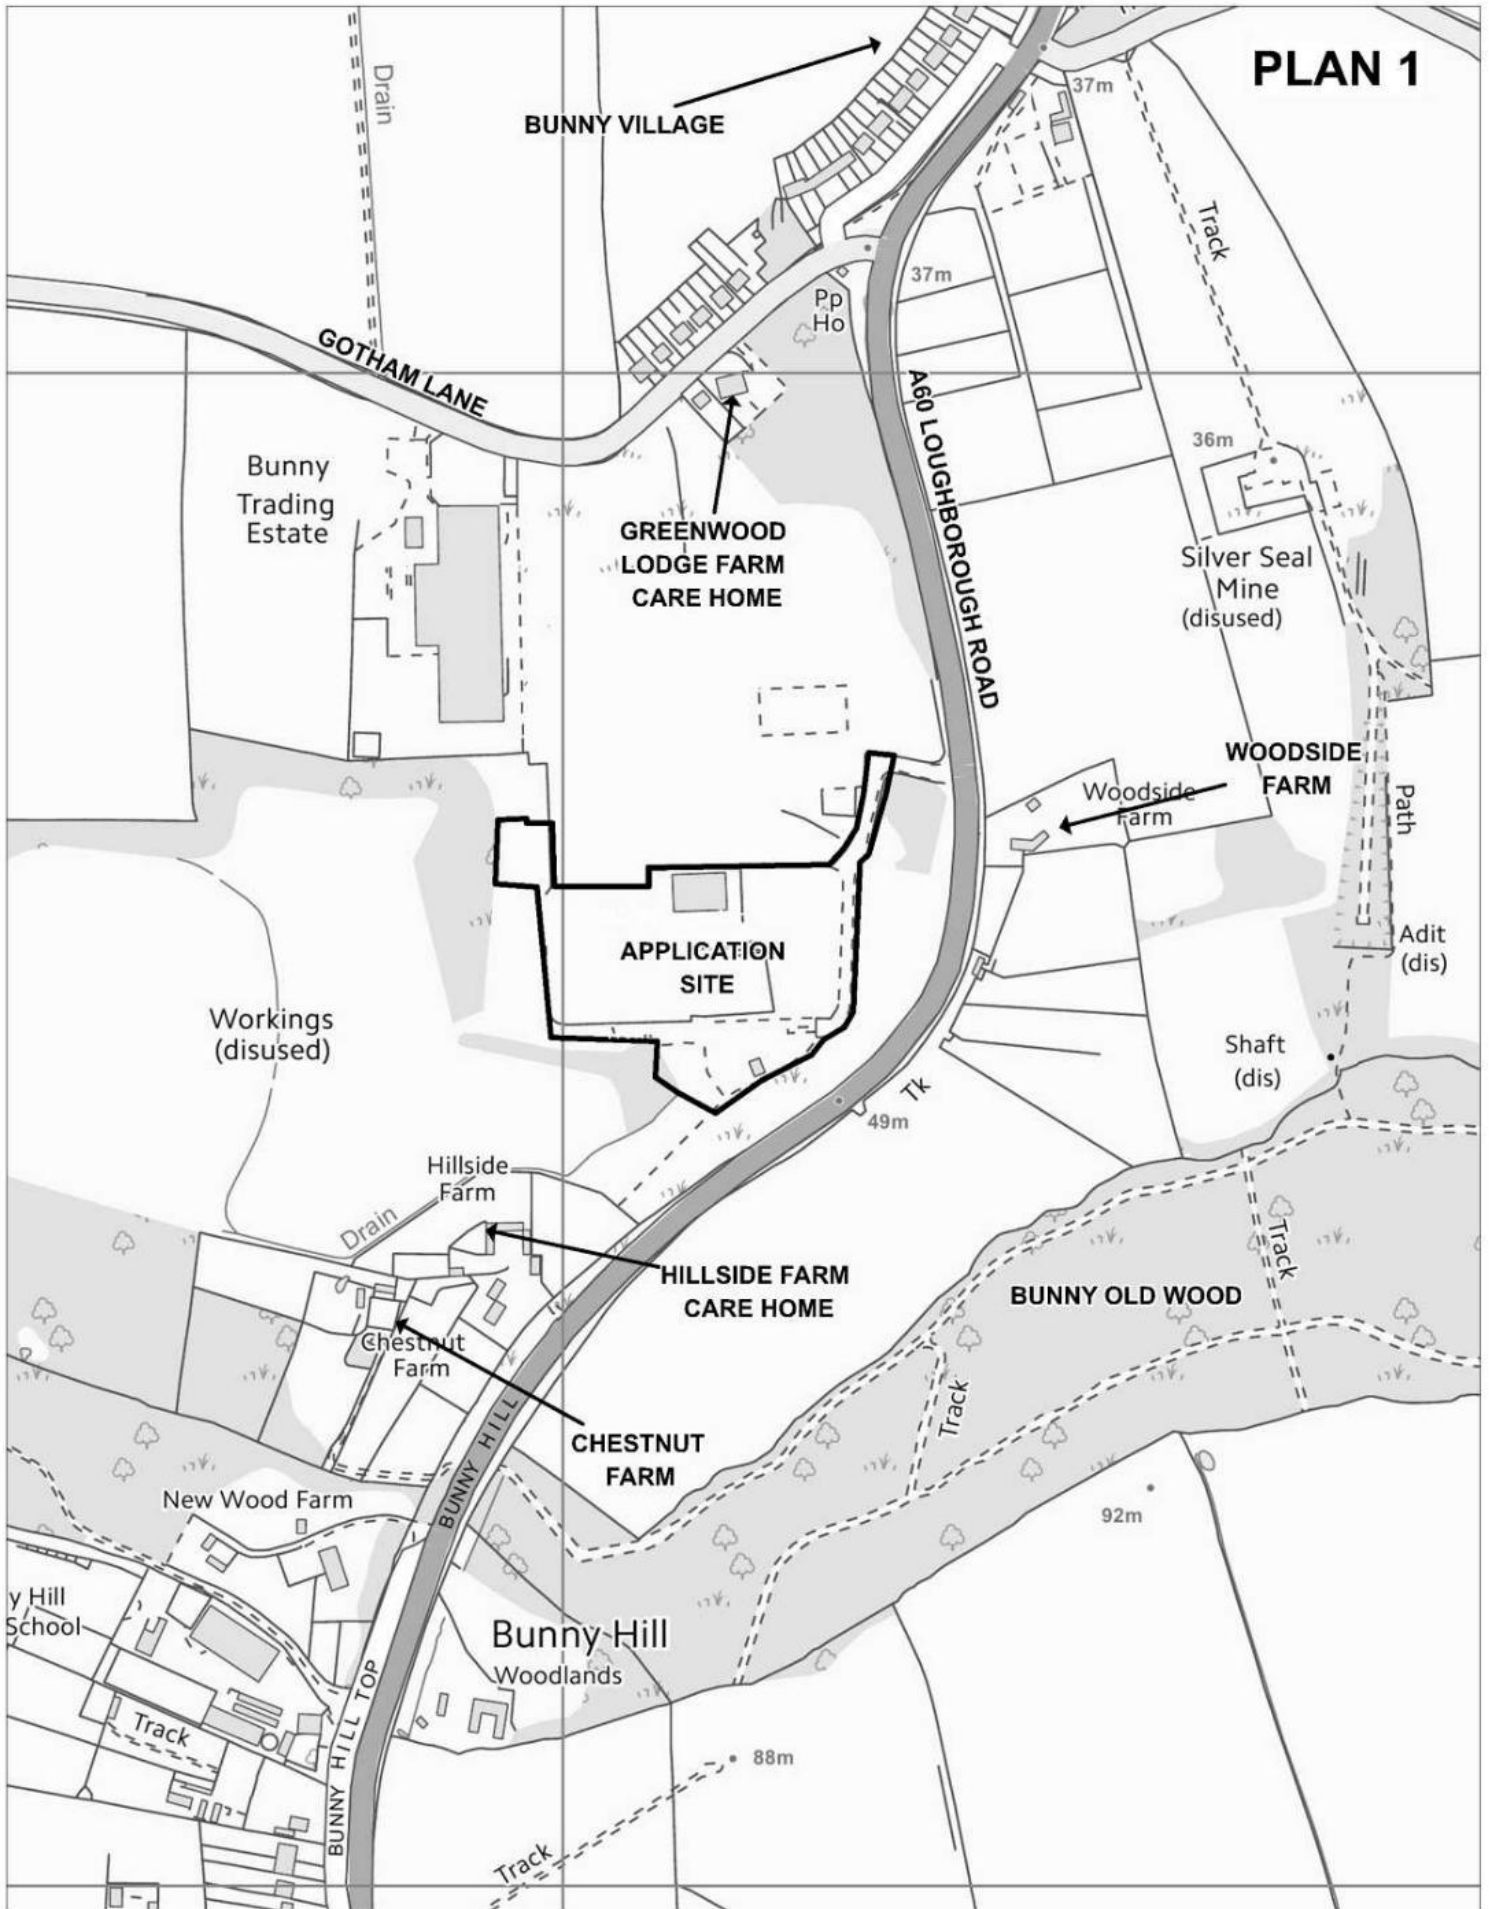 PLAN 1
Drain
37m
BUNNY VILLAGE
Track
37m
Pp
Ho
GOTHAM LANE
A60 LOUGHBOROUGH ROAD
36m
Bunny
Trading
Estate
GREENWOOD
LODGE FARM
CARE HOME
Silver Seal
Mine
(disused)
WOODSIDE
FARM
Woodside
Farm
Path
APPLICATION
SITE
Adit
(dis)
Workings
(disused)
Shaft
(dis)
Tk
49m
Hillside
Farm
Drain
Track
HILLSIDE FARM
CARE HOME
BUNNY OLD WOOD
Chestnut
Farm
Track
CHESTNUT
FARM
BUNNY HILL
New Wood Farm
92m
y Hill
School
Bunny Hill
Woodlands
Track
BUNNY HILL TOP
88m
Track